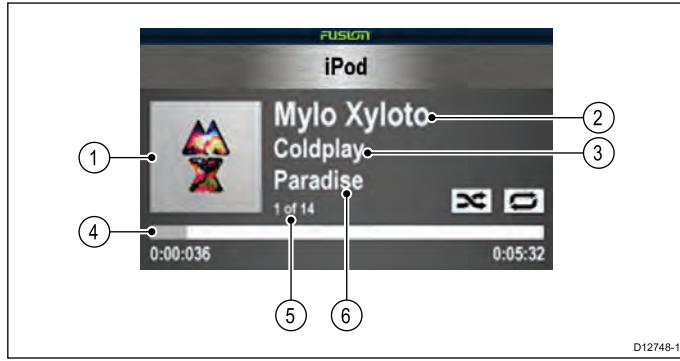 FUSION
iPod
Mylo Xyloto
2
Coldplay
3
1
Paradise
1 of 14
4
0:00:036
0:05:32
5
6
D12748-1